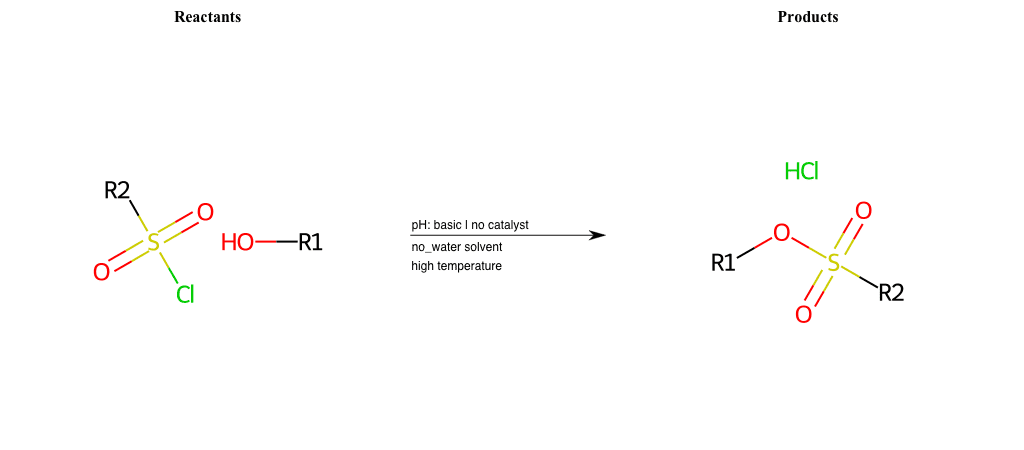 Reactants
Products
HCl
R2
O
S
O
Cl
HO
R1
pH: basic | no catalyst
no_water solvent
high temperature
O
O
R1
S
R2
O